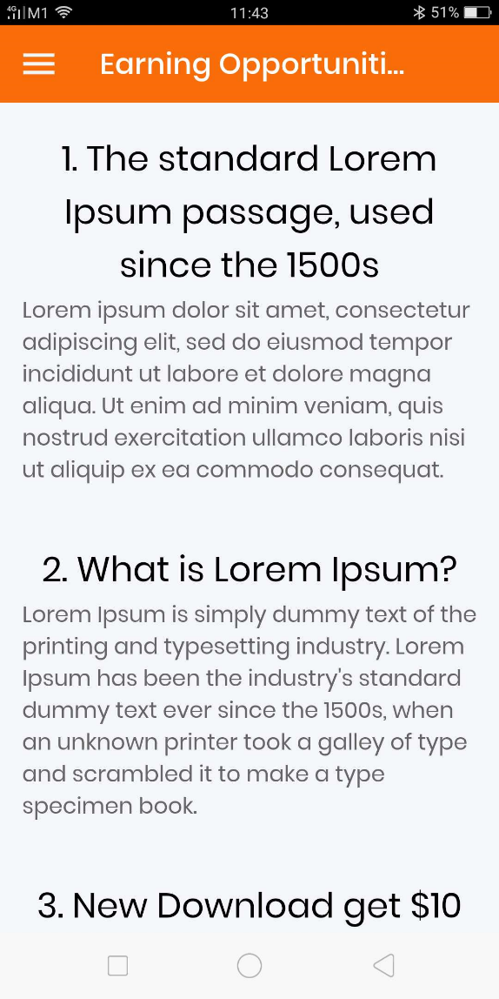 4G M1 11:43 51%
Earning Opportuniti...
1. The standard Lorem
Ipsum passage, used
since the 1500s
Lorem ipsum dolor sit amet, consectetur
adipiscing elit, sed do eiusmod tempor
incididunt ut labore et dolore magna
aliqua. Ut enim ad minim veniam, quis
nostrud exercitation ullamco laboris nisi
ut aliquip ex ea commodo consequat.
2. What is Lorem Ipsum?
Lorem Ipsum is simply dummy text of the
printing and typesetting industry. Lorem
Ipsum has been the industry's standard
dummy text ever since the 1500s, when
an unknown printer took a galley of type
and scrambled it to make a type
specimen book.
3. New Download get $10